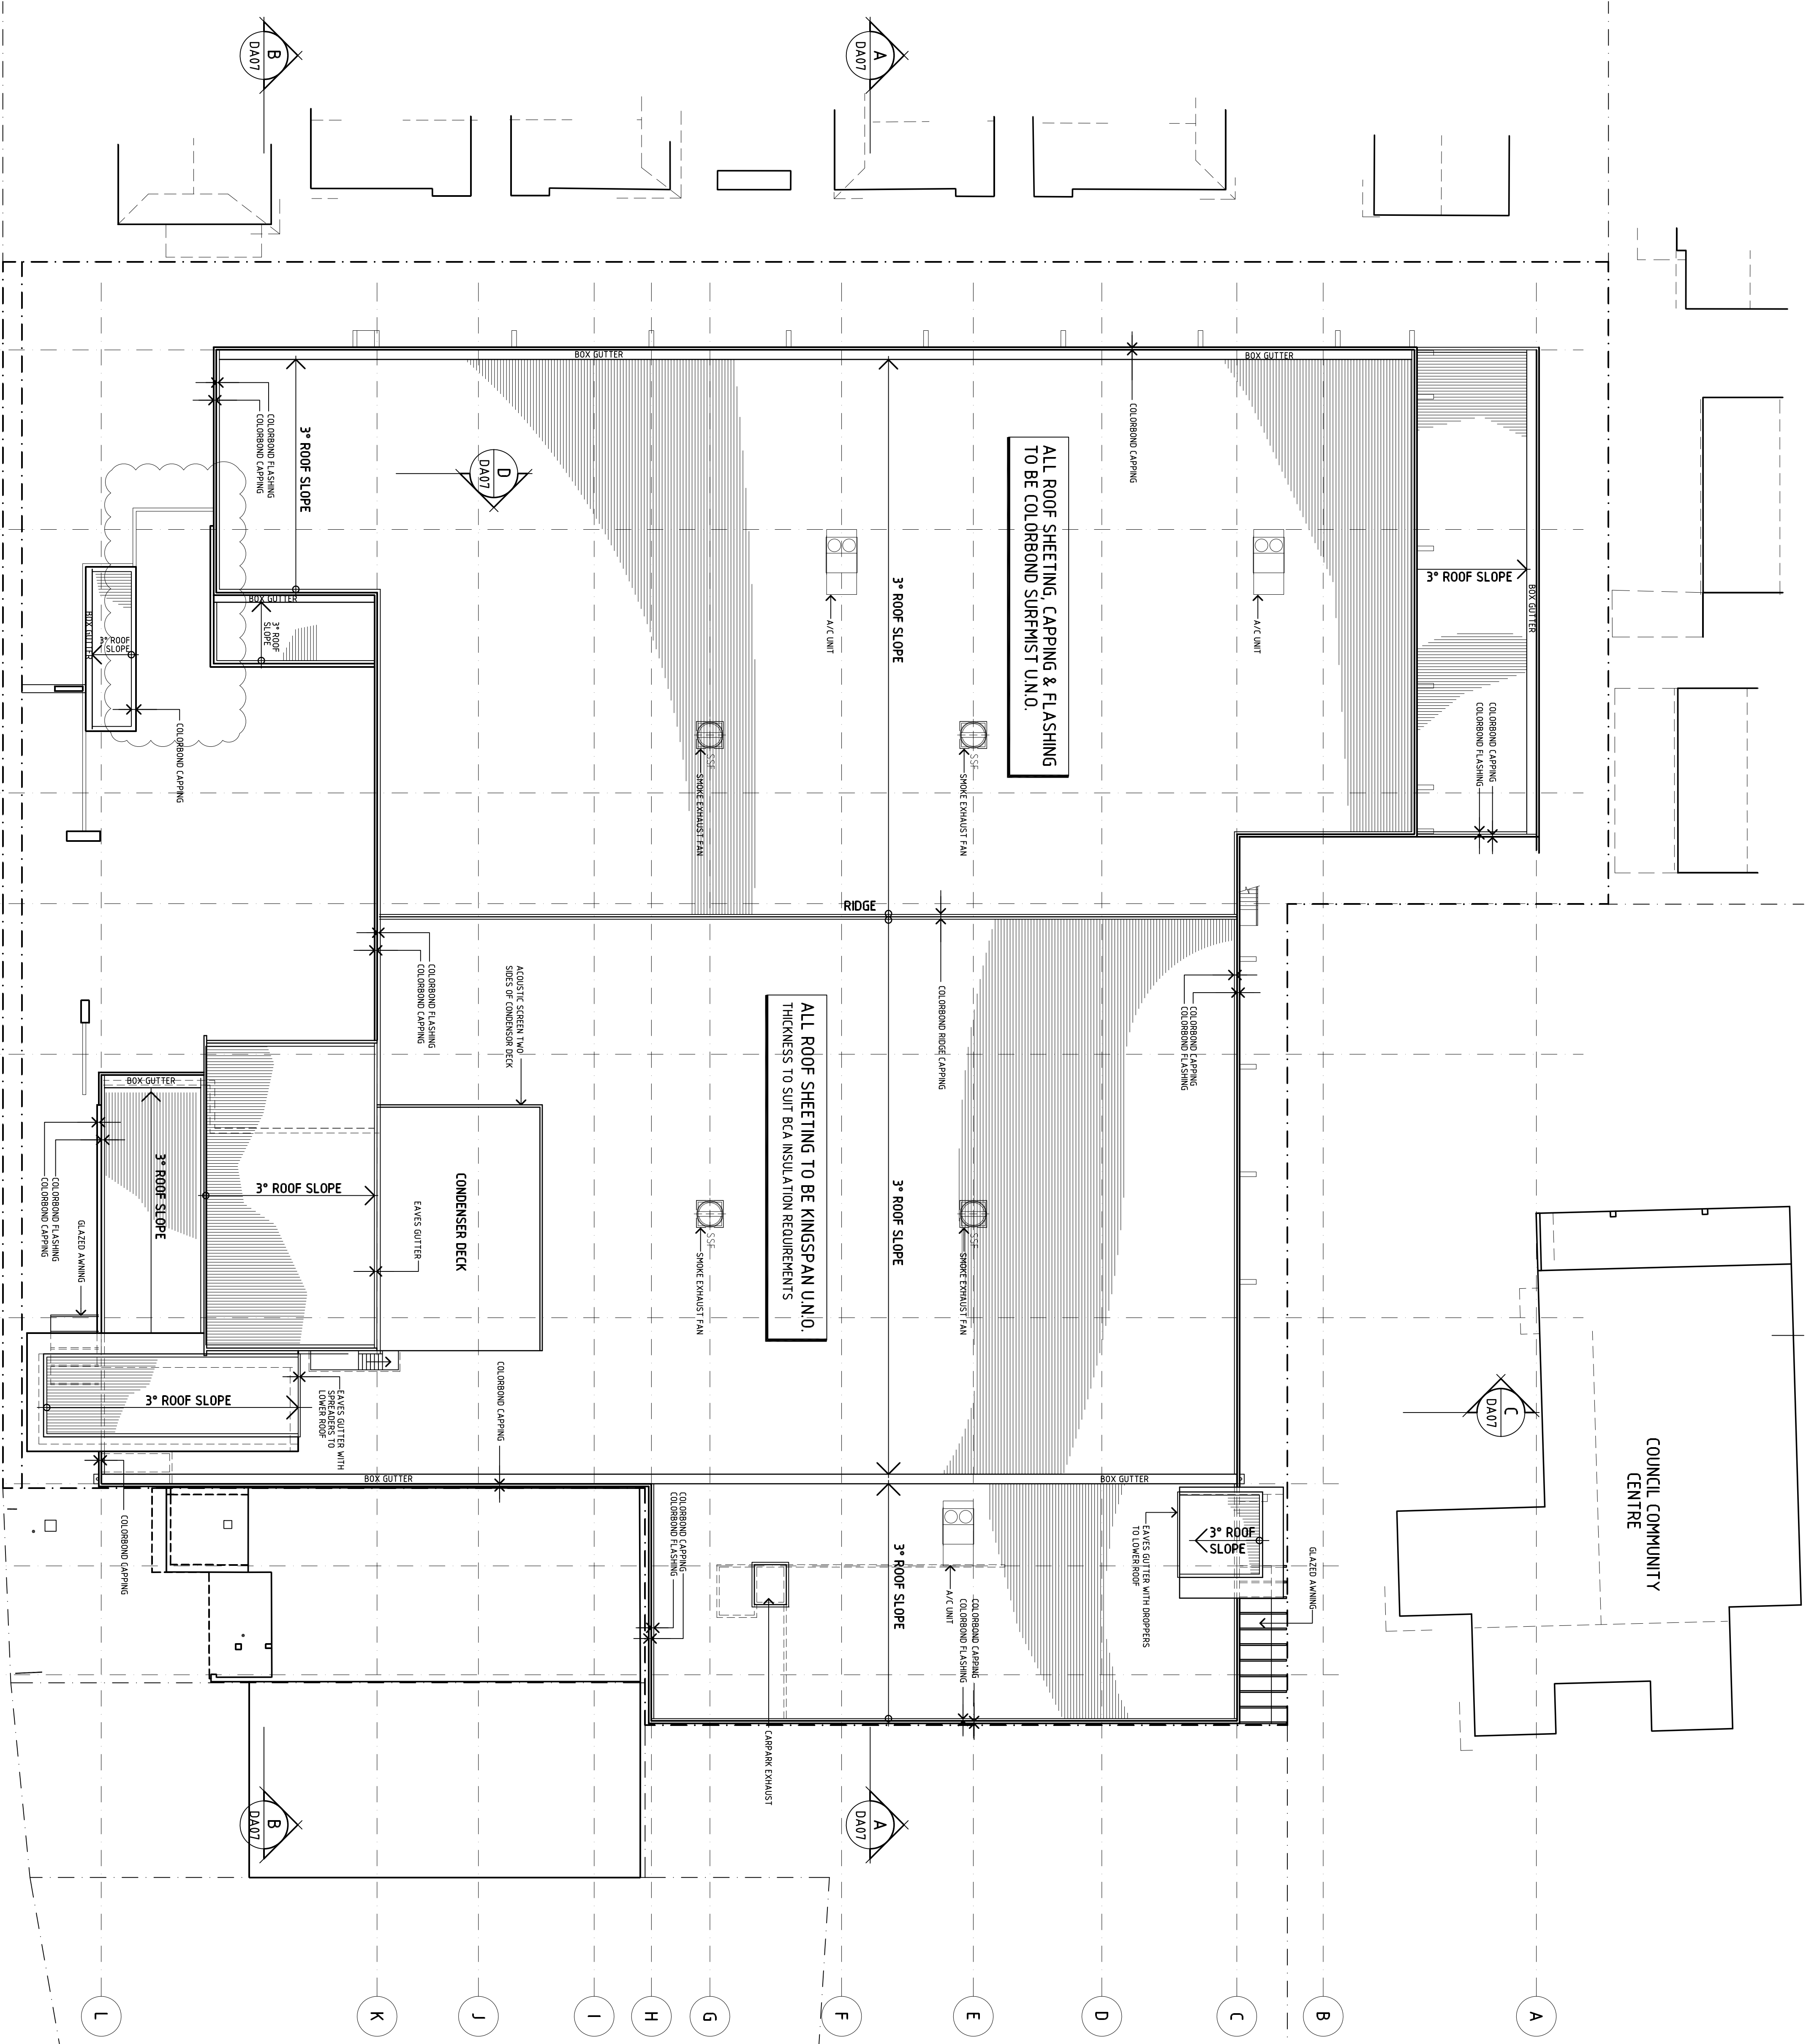 B
DA07
A
DA07
BOX GUTTER
BOX GUTTER
COLORBOND FLASHING
COLORBOND CAPPING
3° ROOF SLOPE
D
DA07
COLORBOND CAPPING
ALL ROOF SHEETING, CAPPING & FLASHING
TO BE COLORBOND SURFMIST U.N.O.
3° ROOF SLOPE
A/C UNIT
A/C UNIT
3° ROOF SLOPE
BOX GUTTER
BOX GUTTER
3° ROOF
SLOPE
BOX GUTTER
3° ROOF
SLOPE
COLORBOND CAPPING
SSF
SMOKE EXHAUST FAN
SSF
SMOKE EXHAUST FAN
COLORBOND CAPPING
COLORBOND FLASHING
RIDGE
COLORBOND FLASHING
COLORBOND CAPPING
ACOUSTIC SCREEN TWO
SIDES OF CONDENSOR DECK
COLORBOND RIDGE CAPPING
COLORBOND CAPPING
COLORBOND FLASHING
ALL ROOF SHEETING TO BE KINGSPAN U.N.O.
THICKNESS TO SUIT BCA INSULATION REQUIREMENTS
BOX GUTTER
3° ROOF SLOPE
3° ROOF SLOPE
CONDENSER DECK
EAVES GUTTER
3° ROOF SLOPE
COLORBOND FLASHING
COLORBOND CAPPING
GLAZED AWNING
SSF
SMOKE EXHAUST FAN
SSF
SMOKE EXHAUST FAN
3° ROOF SLOPE
EAVES GUTTER WITH
SPREADERS TO
LOWER ROOF
COLORBOND CAPPING
C
DA07
COUNCIL COMMUNITY
CENTRE
BOX GUTTER
BOX GUTTER
COLORBOND CAPPING
COLORBOND CAPPING
COLORBOND FLASHING
3° ROOF SLOPE
A/C UNIT
COLORBOND CAPPING
COLORBOND FLASHING
EAVES GUTTER WITH DROPPERS
TO LOWER ROOF
3° ROOF
SLOPE
GLAZED AWNING
CARPARK EXHAUST
B
DA07
A
DA07
L
K
J
I
H
G
F
E
D
C
B
A